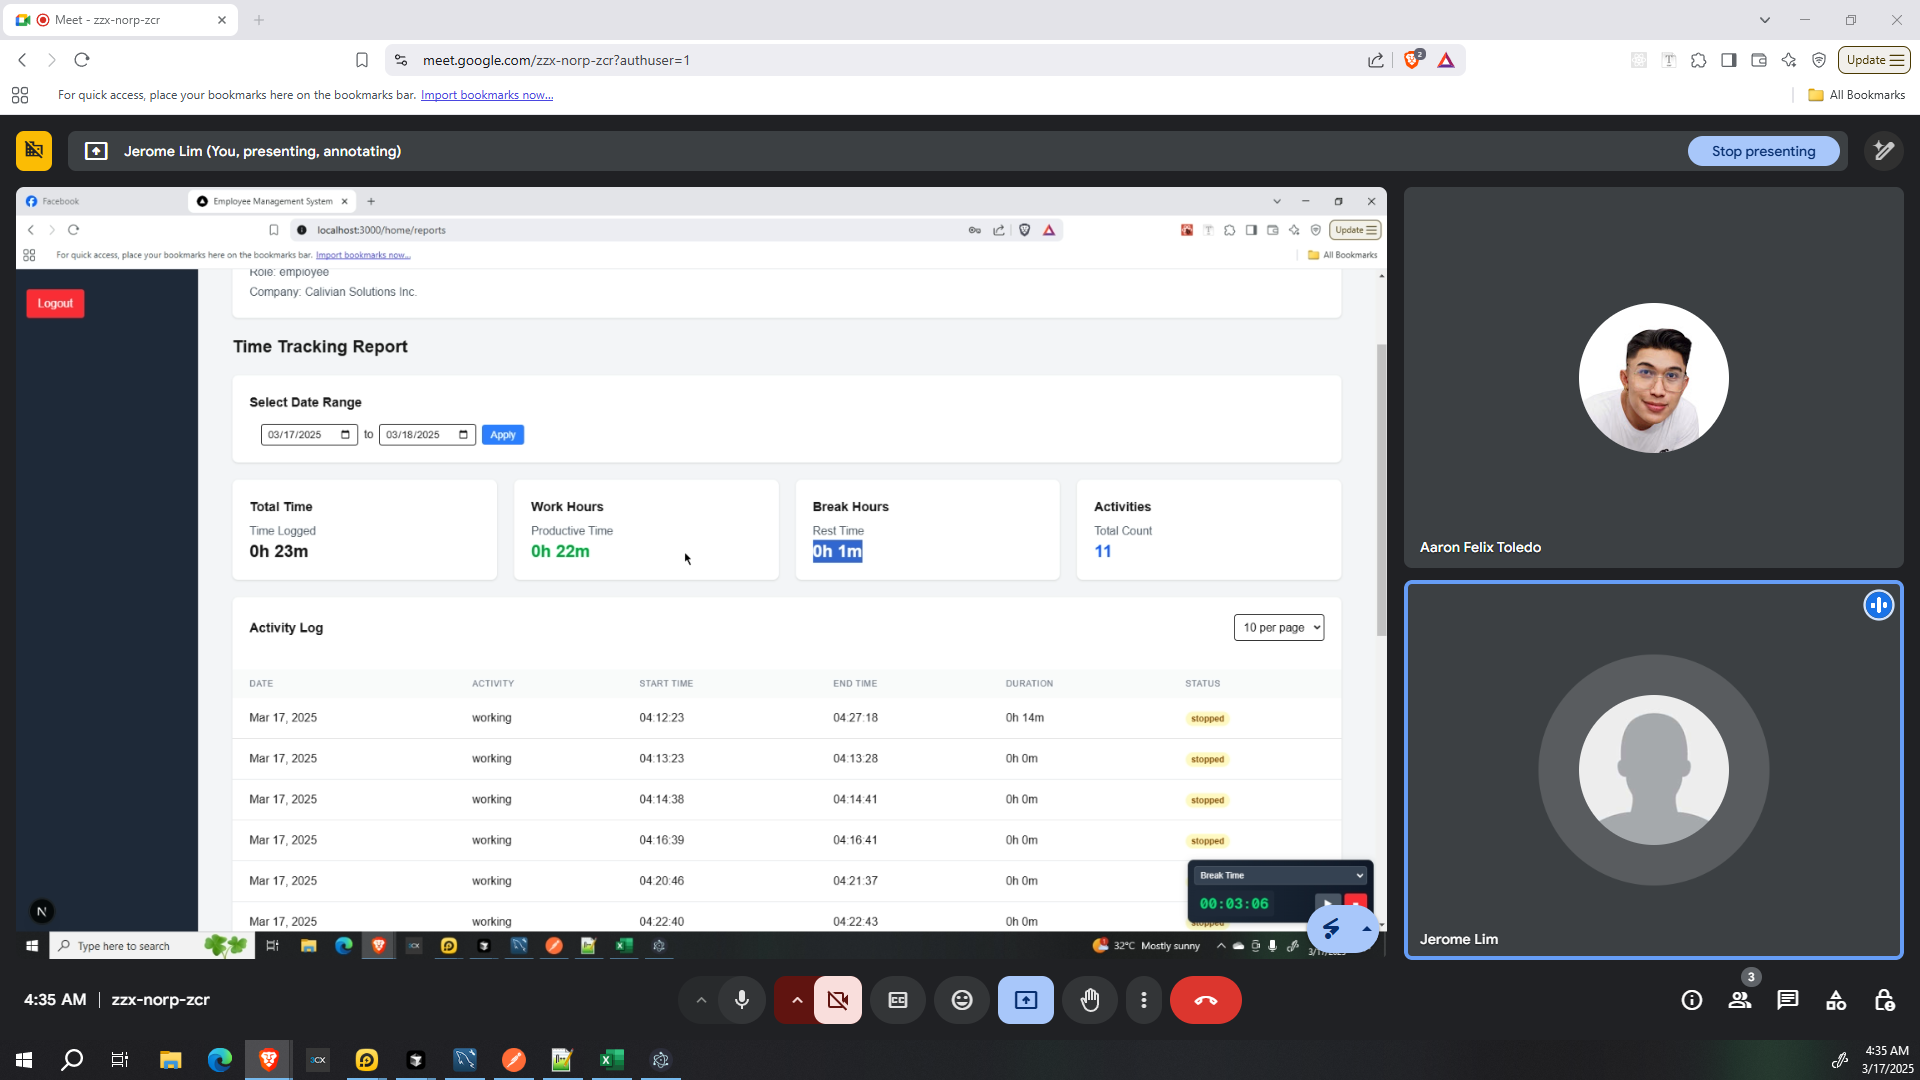 Meet - zzx-norp-zcr
meet.google.com/zzx-norp-zcr?authuser=1
2
Update
For quick access, place your bookmarks here on the bookmarks bar. Import bookmarks now...
All Bookmarks
Jerome Lim (You, presenting, annotating)
Stop presenting
Facebook
Employee Management System
localhost:3000/home/reports
Update
For quick access, place your bookmarks here on the bookmarks bar. Import bookmarks now...
All Bookmarks
Logout
Role: employee
Company: Calivian Solutions Inc.
Time Tracking Report
Select Date Range
03/17/2025 to 03/18/2025 Apply
Total Time
Time Logged
0h 23m
Work Hours
Productive Time
0h 22m
Break Hours
Rest Time
0h 1m
Activities
Total Count
11
Activity Log
10 per page
DATE ACTIVITY START TIME END TIME DURATION STATUS
Mar 17, 2025 working 04:12:23 04:27:18 0h 14m stopped
Mar 17, 2025 working 04:13:23 04:13:28 0h 0m stopped
Mar 17, 2025 working 04:14:38 04:14:41 0h 0m stopped
Mar 17, 2025 working 04:16:39 04:16:41 0h 0m stopped
Mar 17, 2025 working 04:20:46 04:21:37 0h 0m
Mar 17, 2025 working 04:22:40 04:22:43 0h 0m stopped
Break Time
00:03:06
N
Type here to search
32°C Mostly sunny
Aaron Felix Toledo
Jerome Lim
4:35 AM | zzx-norp-zcr
3
4:35 AM
3/17/2025